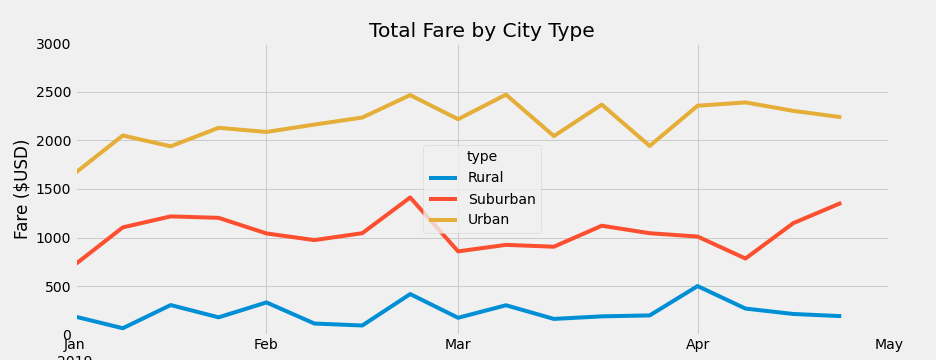 Total Fare by City Type
Fare ($USD)
3000
2500
2000
1500
1000
500
0
type
Rural
Suburban
Urban
Jan Feb Mar Apr May
2019